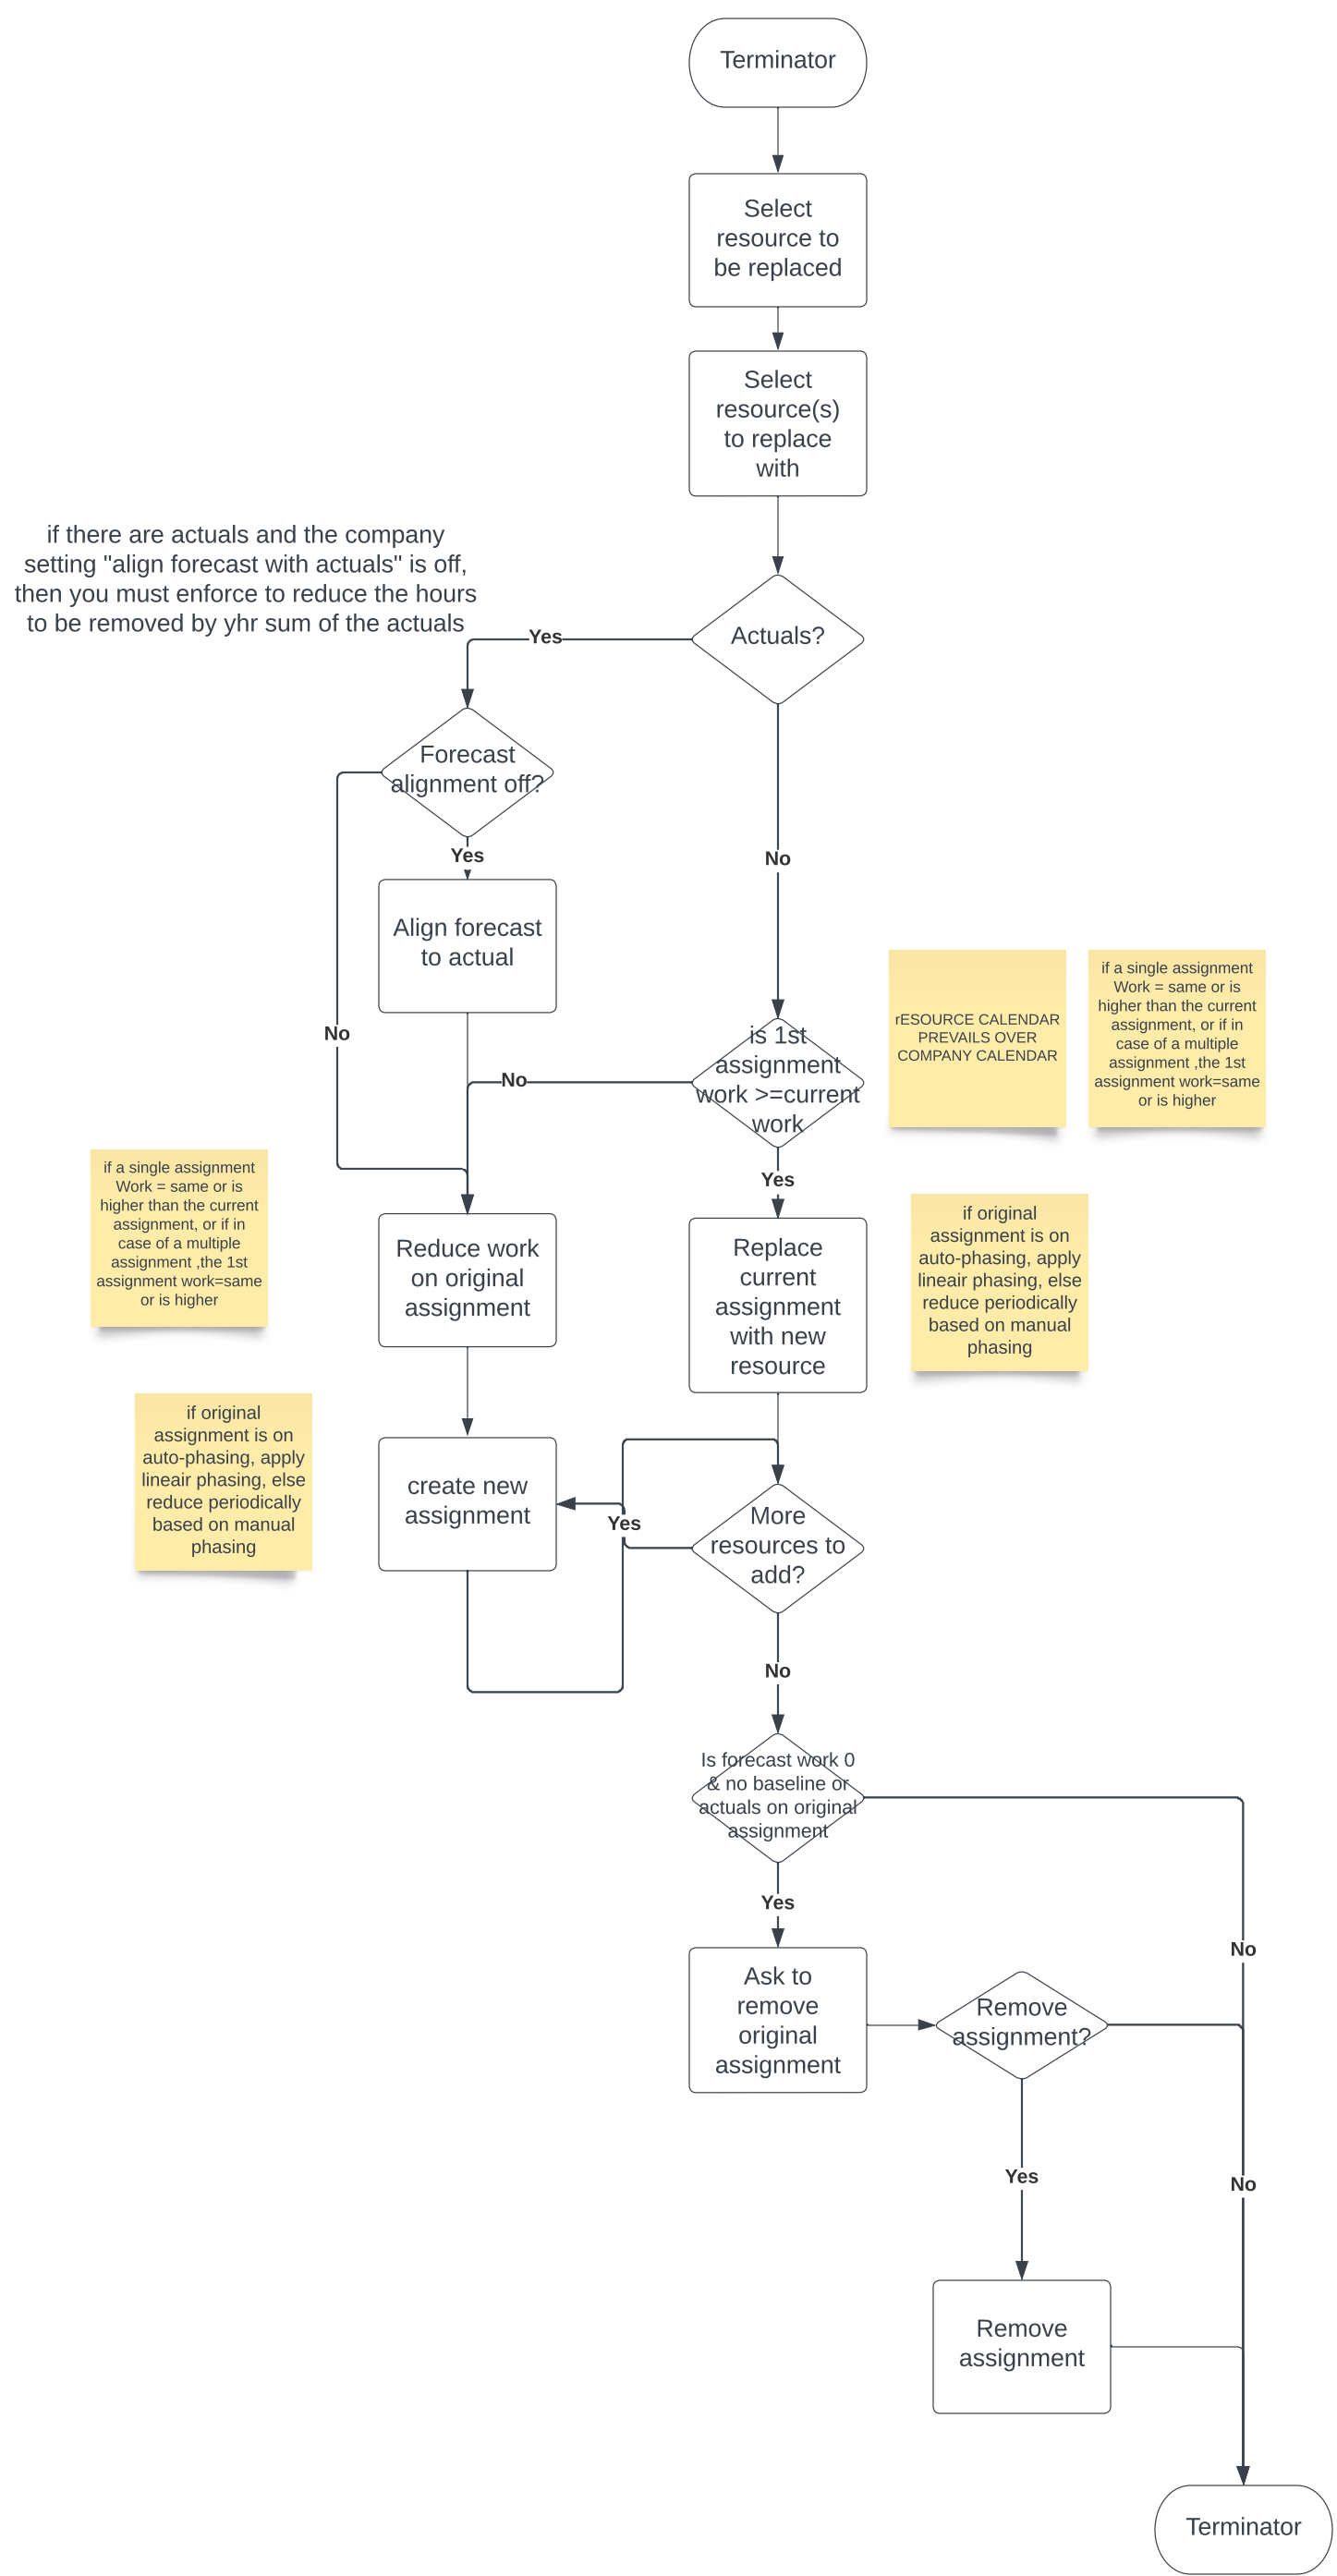 Terminator
Select
resource to
be replaced
Select
resource(s)
to replace
with
if there are actuals and the company
setting "align forecast with actuals" is off,
then you must enforce to reduce the hours
to be removed by yhr sum of the actuals
Yes
Actuals?
Forecast
alignment off?
Yes
No
Align forecast
to actual
No
is 1st
assignment
work >=current
work
No
rESOURCE CALENDAR
PREVAILS OVER
COMPANY CALENDAR
if a single assignment
Work = same or is
higher than the current
assignment, or if in
case of a multiple
assignment ,the 1st
assignment work=same
or is higher
Yes
if a single assignment
Work = same or is
higher than the current
assignment, or if in
case of a multiple
assignment ,the 1st
assignment work=same
or is higher
Reduce work
on original
assignment
Replace
current
assignment
with new
resource
if original
assignment is on
auto-phasing, apply
lineair phasing, else
reduce periodically
based on manual
phasing
if original
assignment is on
auto-phasing, apply
lineair phasing, else
reduce periodically
based on manual
phasing
create new
assignment
Yes
More
resources to
add?
No
Is forecast work 0
& no baseline or
actuals on original
assignment
Yes
No
Ask to
remove
original
assignment
Remove
assignment?
Yes
No
Remove
assignment
Terminator